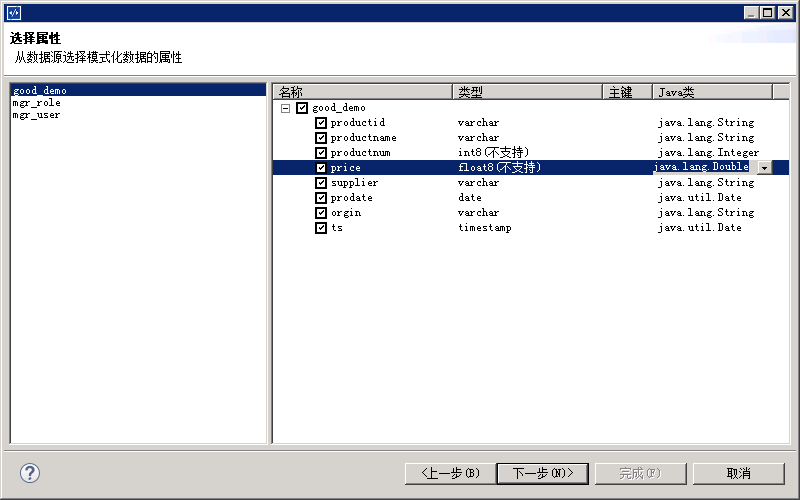 选择属性
从数据源选择模式化数据的属性
good_demo
mgr_role
mgr_user
名称 类型 主键 Java类
good_demo
productid varchar java.lang.String
productname varchar java.lang.String
productnum int8(不支持) java.lang.Integer
price float8(不支持) java.lang.Double
supplier varchar java.lang.String
prodate date java.util.Date
orgin varchar java.lang.String
ts timestamp java.util.Date
<上一步(B) 下一步(N)> 完成(F) 取消